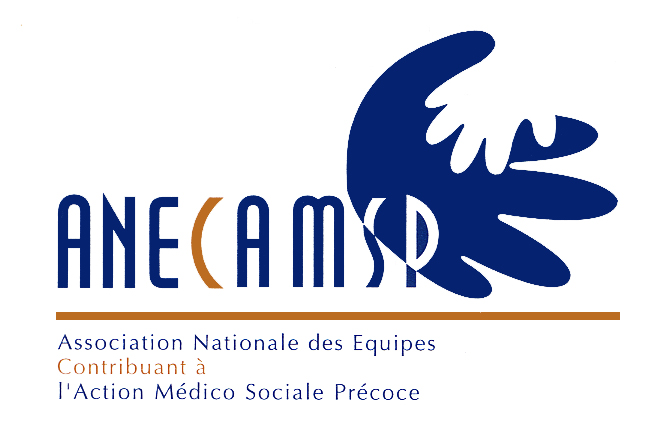 ANECAMSP
Association Nationale des Equipes
Contribuant à
l'Action Médico Sociale Précoce